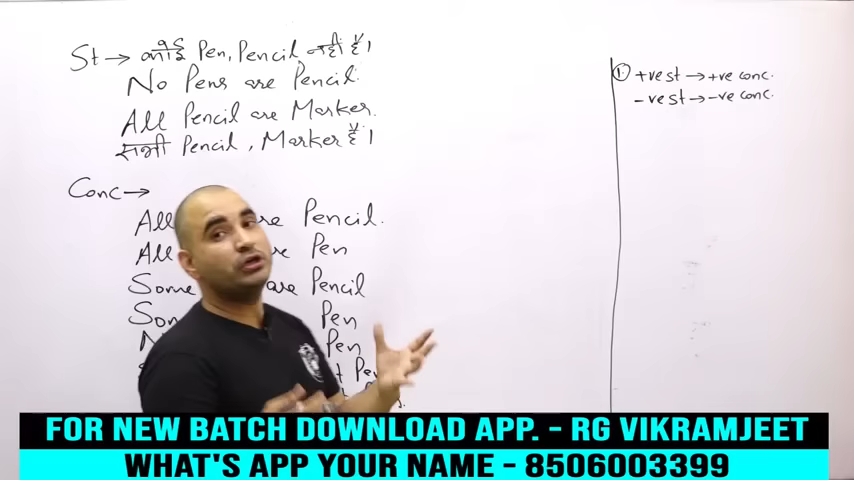 St → कोई Pen, Pencil नहीं है।
No Pens are Pencil.
All Pencil are Marker.
सभी Pencil, Marker है।
Conc →
All are Pencil.
All are Pen
Some are Pencil
Som Pen
N Pen
t Pen
① +ve st → +ve conc.
-ve st → -ve conc.
FOR NEW BATCH DOWNLOAD APP. - RG VIKRAMJEET
WHAT'S APP YOUR NAME - 8506003399